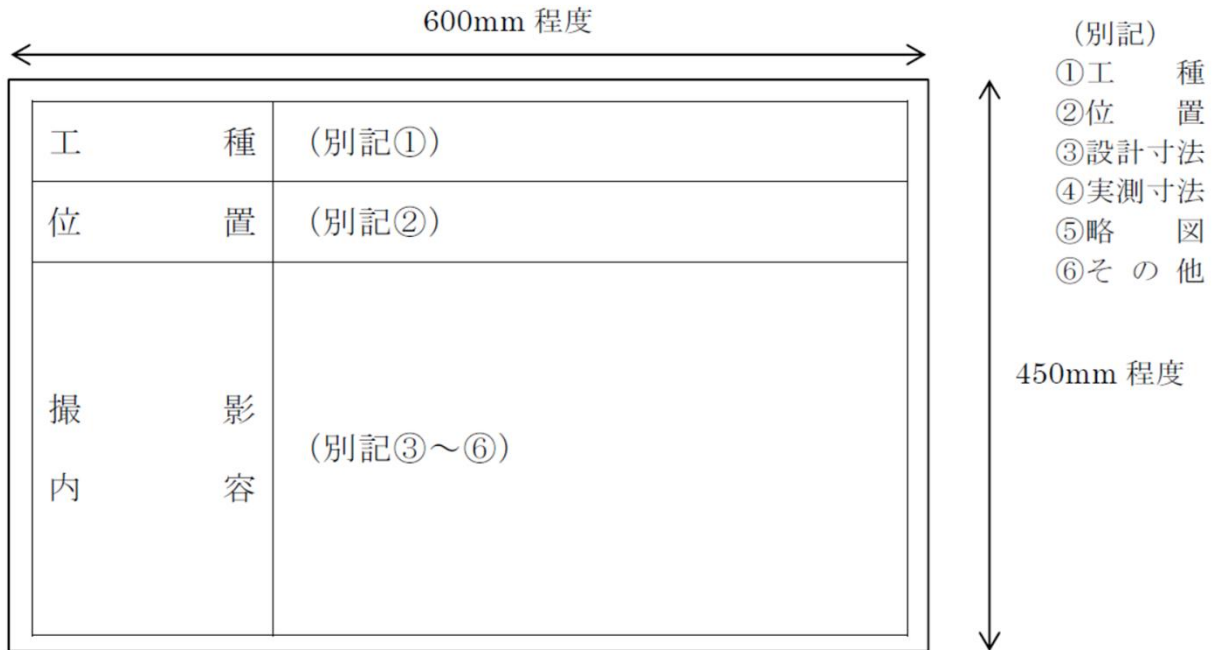 600mm 程度
工 種 (別記①)
位 置 (別記②)
撮 影
内 容
(別記③～⑥)
(別記)
①工 種
②位 置
③設計寸法
④実測寸法
⑤略 図
⑥そ の 他
450mm 程度